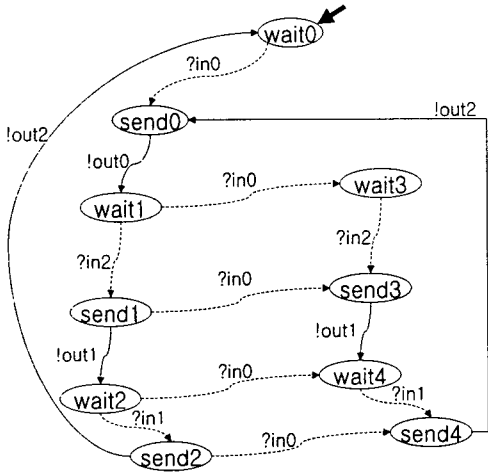 wait0
?in0
!out2
send0
!out2
!out0
wait1
?in0
wait3
?in2
?in2
send1
?in0
send3
!out1
!out1
wait2
?in0
wait4
?in1
?in1
send2
?in0
send4